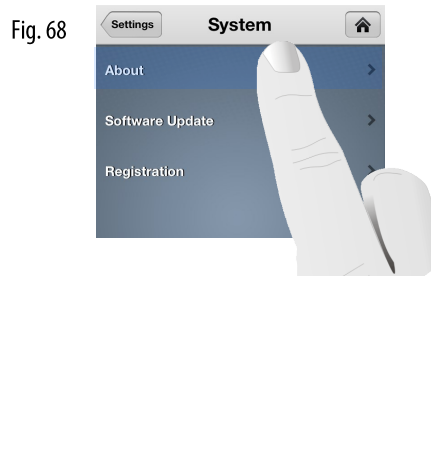 Fig. 68
Settings
System
About
Software Update
Registration